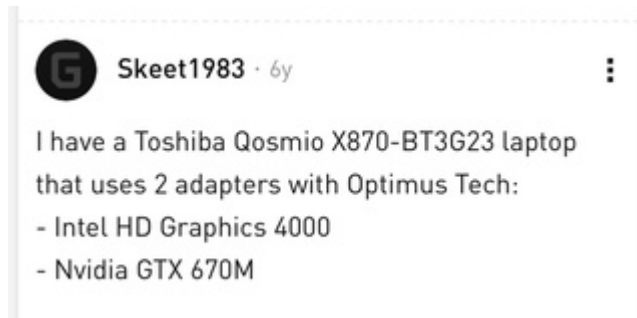 G
Skeet1983 · 6y
I have a Toshiba Qosmio X870-BT3G23 laptop
that uses 2 adapters with Optimus Tech:
- Intel HD Graphics 4000
- Nvidia GTX 670M